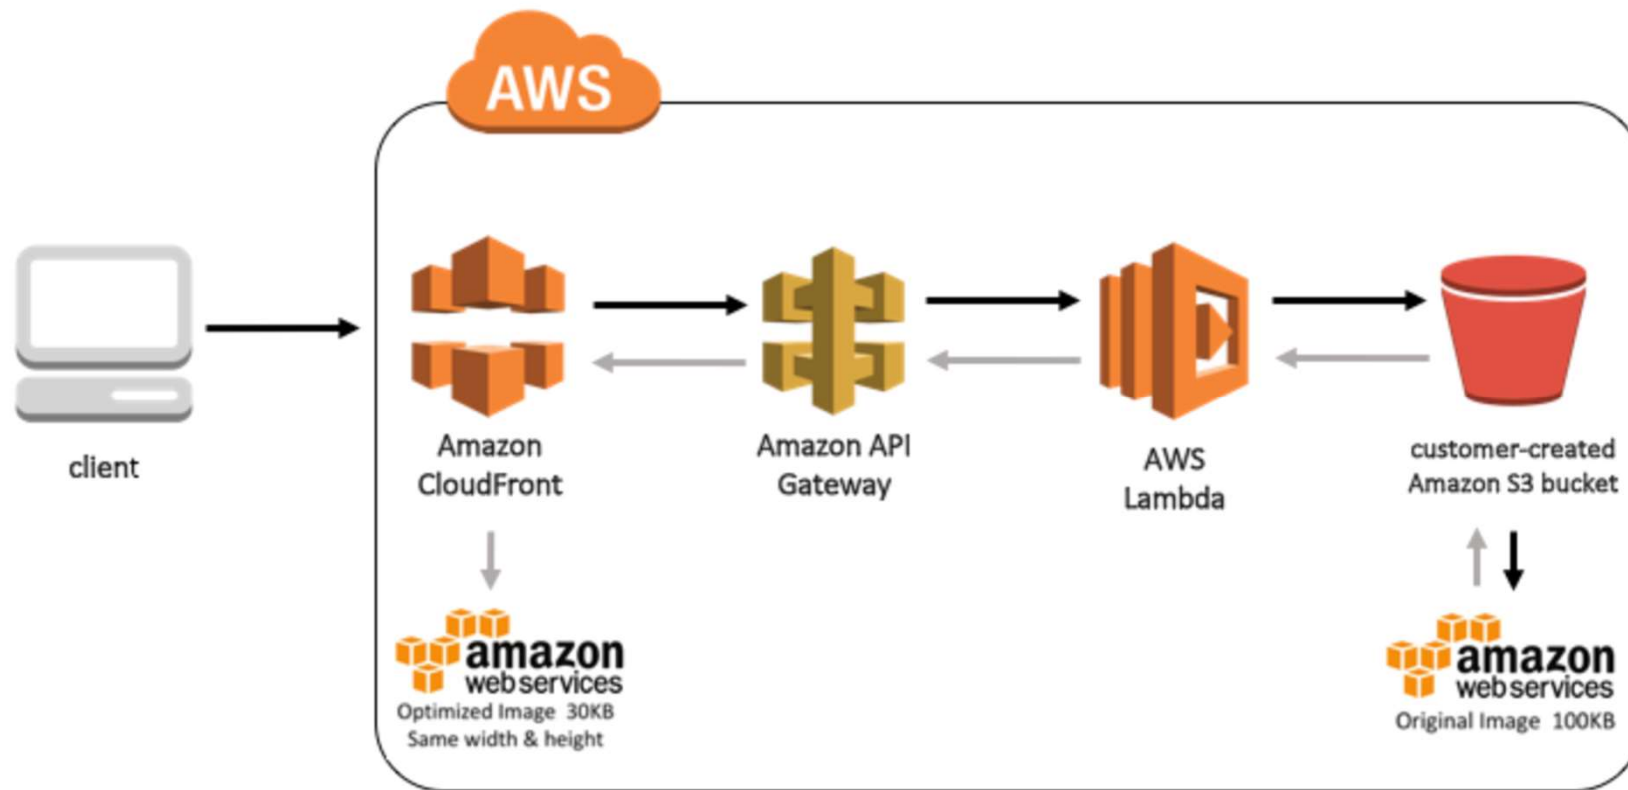 AWS
client
Amazon
CloudFront
Amazon API
Gateway
AWS
Lambda
customer-created
Amazon S3 bucket
amazon
webservices
Optimized Image 30KB
Same width & height
amazon
webservices
Original Image 100KB